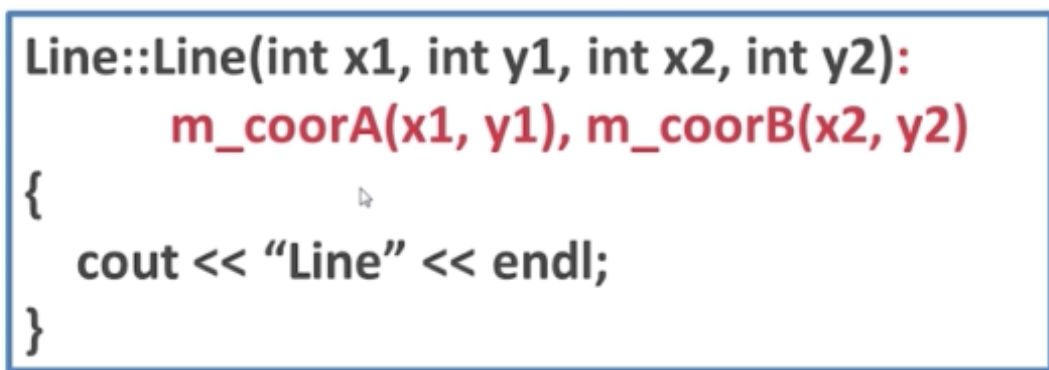 Line::Line(int x1, int y1, int x2, int y2):
m_coorA(x1, y1), m_coorB(x2, y2)
{
cout << “Line” << endl;
}